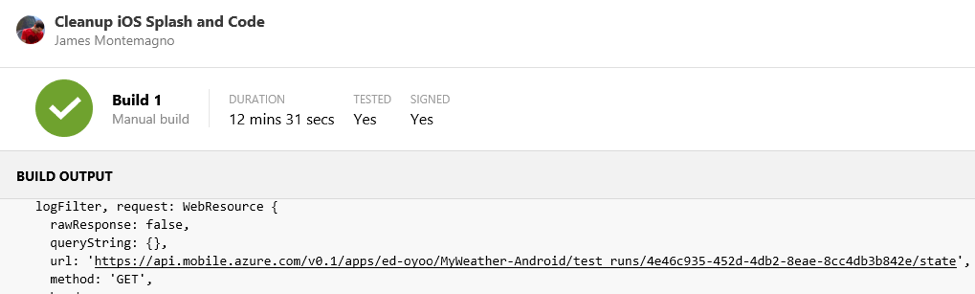 Cleanup iOS Splash and Code
James Montemagno
Build 1
Manual build
DURATION
12 mins 31 secs
TESTED
Yes
SIGNED
Yes
BUILD OUTPUT
logFilter, request: WebResource {
rawResponse: false,
queryString: {},
url: 'https://api.mobile.azure.com/v0.1/apps/ed-oyoo/MyWeather-Android/test_runs/4e46c935-452d-4db2-8eae-8cc4db3b842e/state',
method: 'GET',